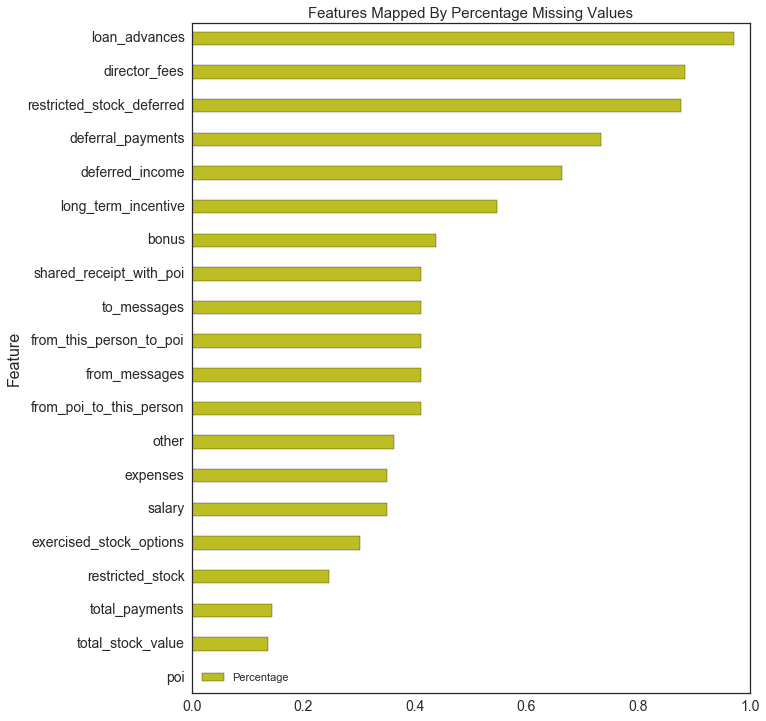 Features Mapped By Percentage Missing Values
loan_advances
director_fees
restricted_stock_deferred
deferral_payments
deferred_income
long_term_incentive
bonus
shared_receipt_with_poi
to_messages
from_this_person_to_poi
from_messages
from_poi_to_this_person
other
expenses
salary
exercised_stock_options
restricted_stock
total_payments
total_stock_value
poi
Feature
Percentage
0.0 0.2 0.4 0.6 0.8 1.0